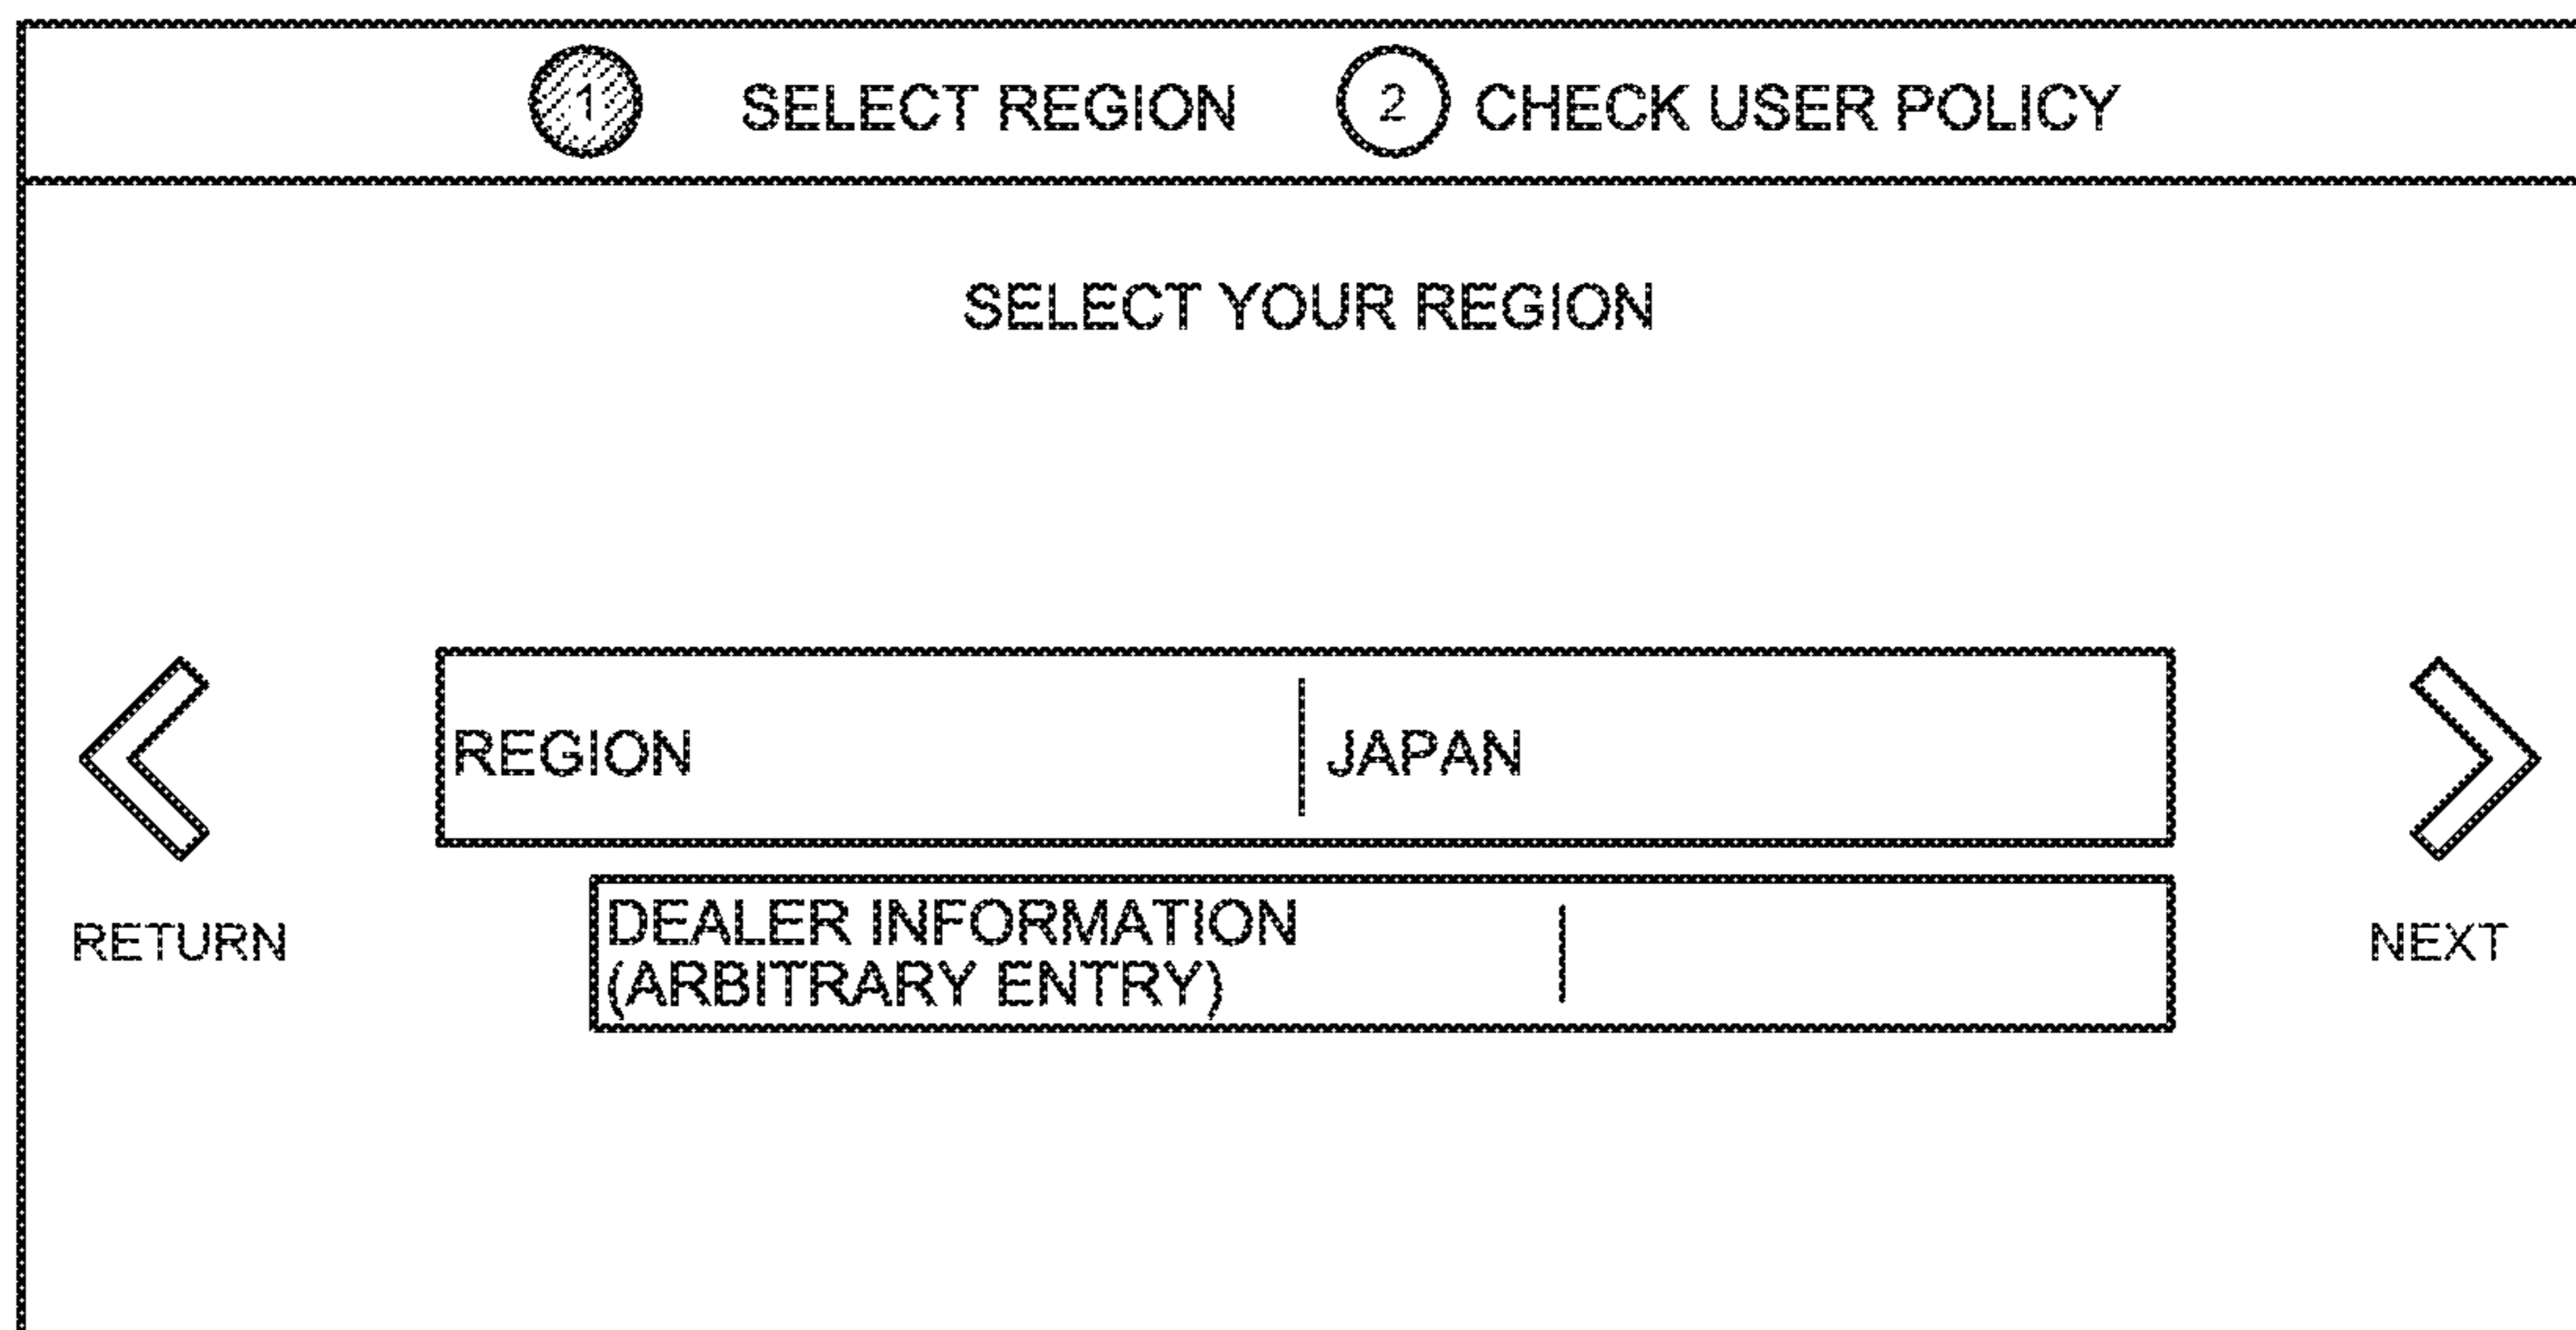 1 SELECT REGION 2 CHECK USER POLICY
SELECT YOUR REGION
REGION JAPAN
DEALER INFORMATION
(ARBITRARY ENTRY)
RETURN NEXT